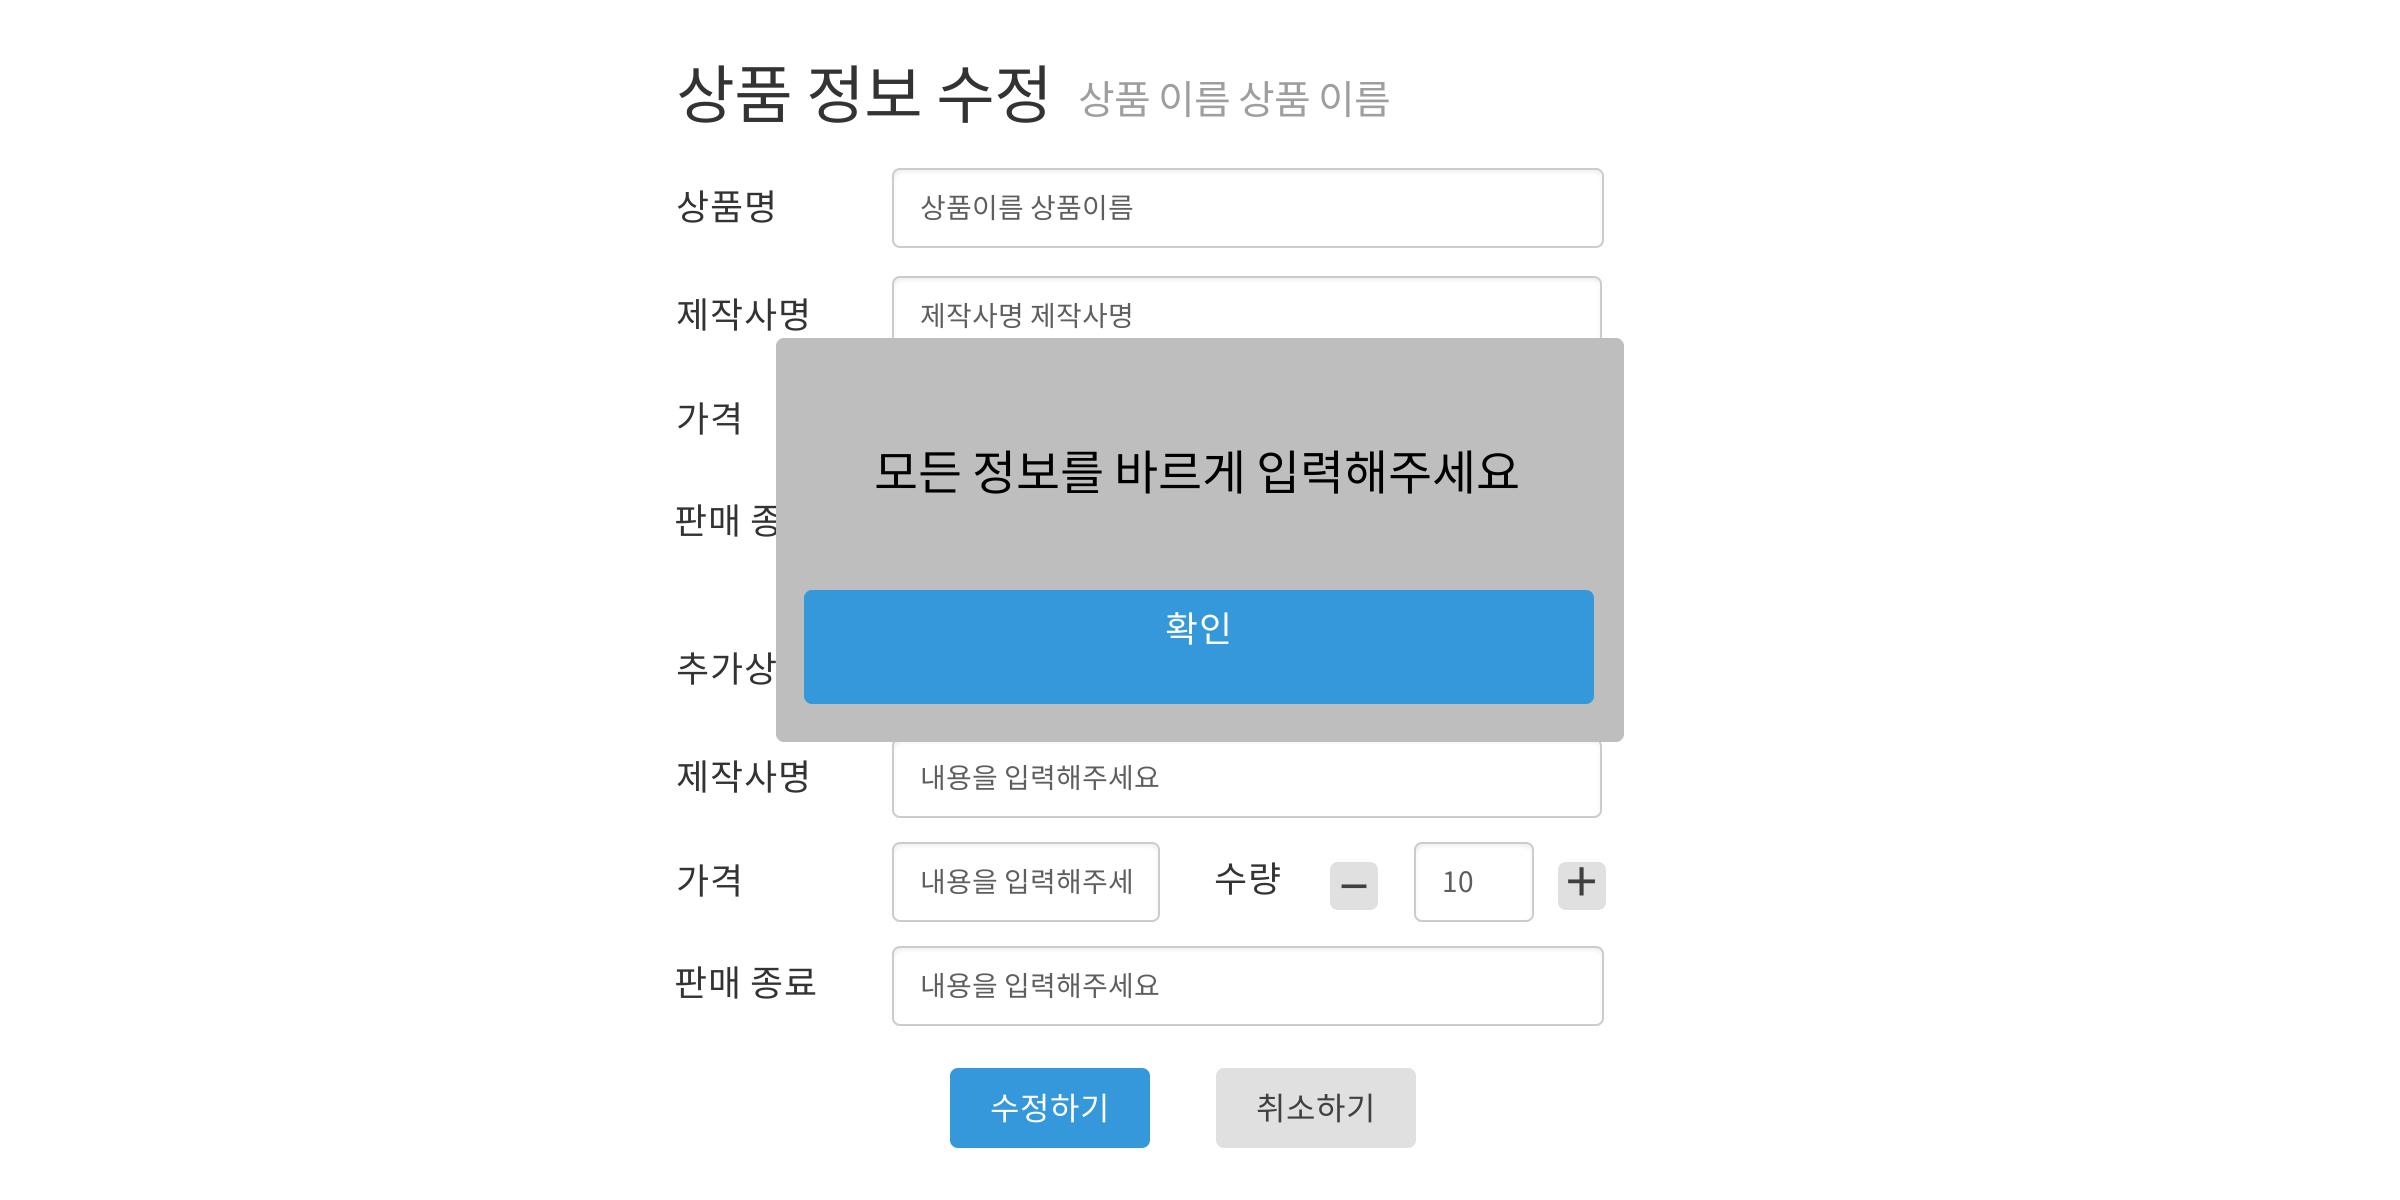 상품 정보 수정 상품 이름 상품 이름
상품명 상품이름 상품이름
제작사명 제작사명 제작사명
가격
모든 정보를 바르게 입력해주세요
판매 종
확인
추가상
제작사명 내용을 입력해주세요
가격 내용을 입력해주세 수량 − 10 +
판매 종료 내용을 입력해주세요
수정하기 취소하기